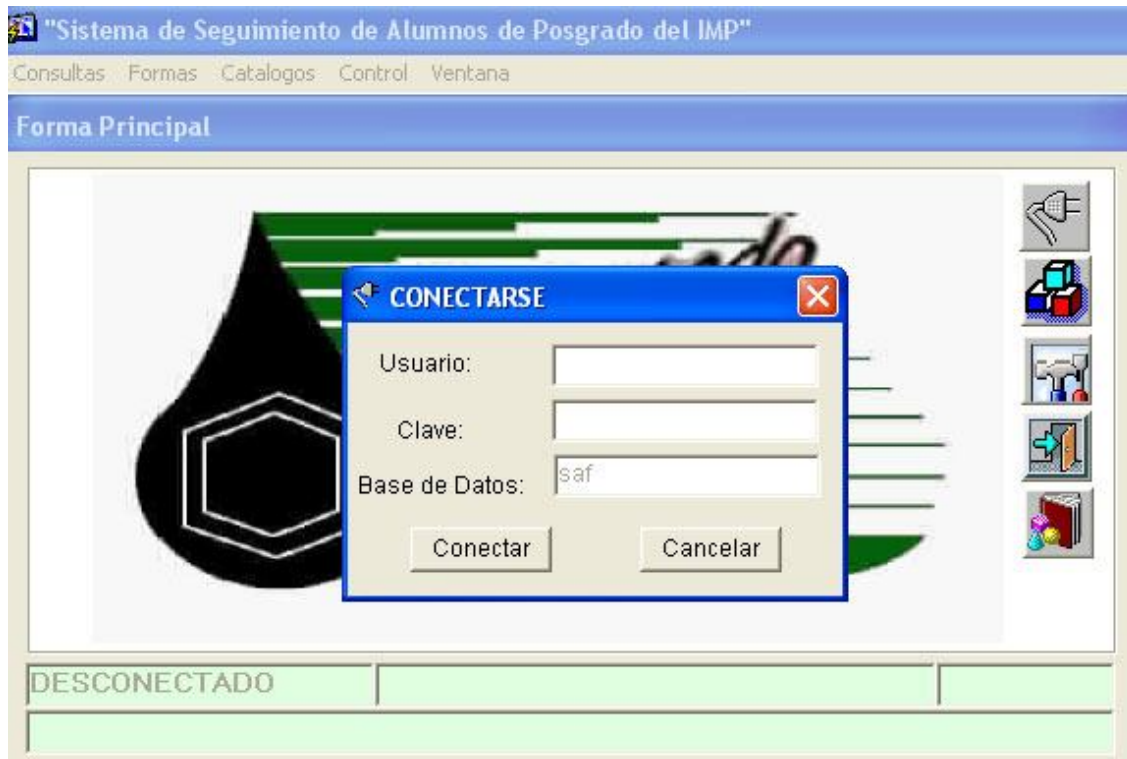 "Sistema de Seguimiento de Alumnos de Posgrado del IMP"
Consultas Formas Catalogos Control Ventana
Forma Principal
CONECTARSE
Usuario:
Clave:
Base de Datos: saf
Conectar Cancelar
DESCONECTADO